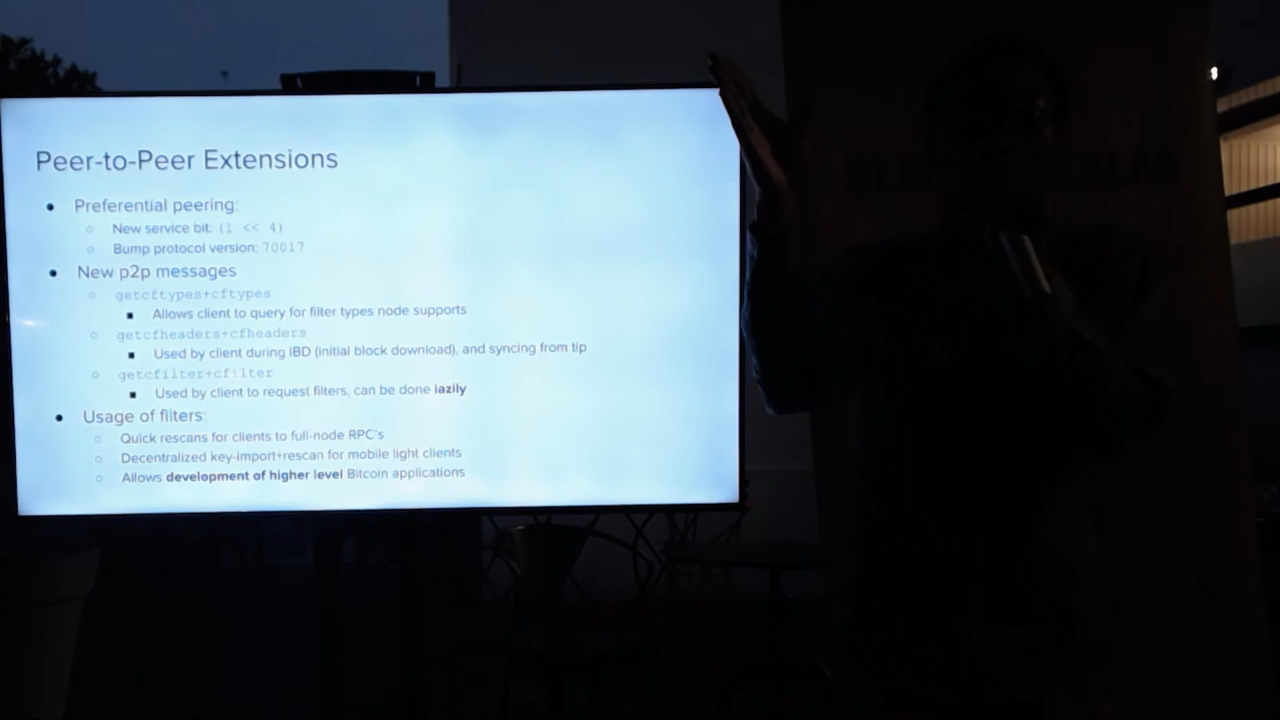 Peer-to-Peer Extensions
● Preferential peering:
○ New service bit: (1 << 4)
○ Bump protocol version: 70017
● New p2p messages
○ getcftypes+cftypes
■ Allows client to query for filter types node supports
○ getcfheaders+cfheaders
■ Used by client during IBD (initial block download), and syncing from tip
○ getcfilter+cfilter
■ Used by client to request filters, can be done lazily
● Usage of filters:
○ Quick rescans for clients to full-node RPC's
○ Decentralized key-import+rescan for mobile light clients
○ Allows development of higher level Bitcoin applications